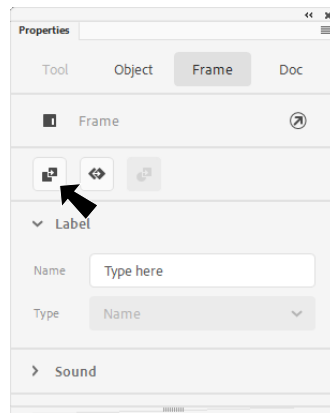 Properties
Tool Object Frame Doc
Frame
Label
Name Type here
Type Name
Sound